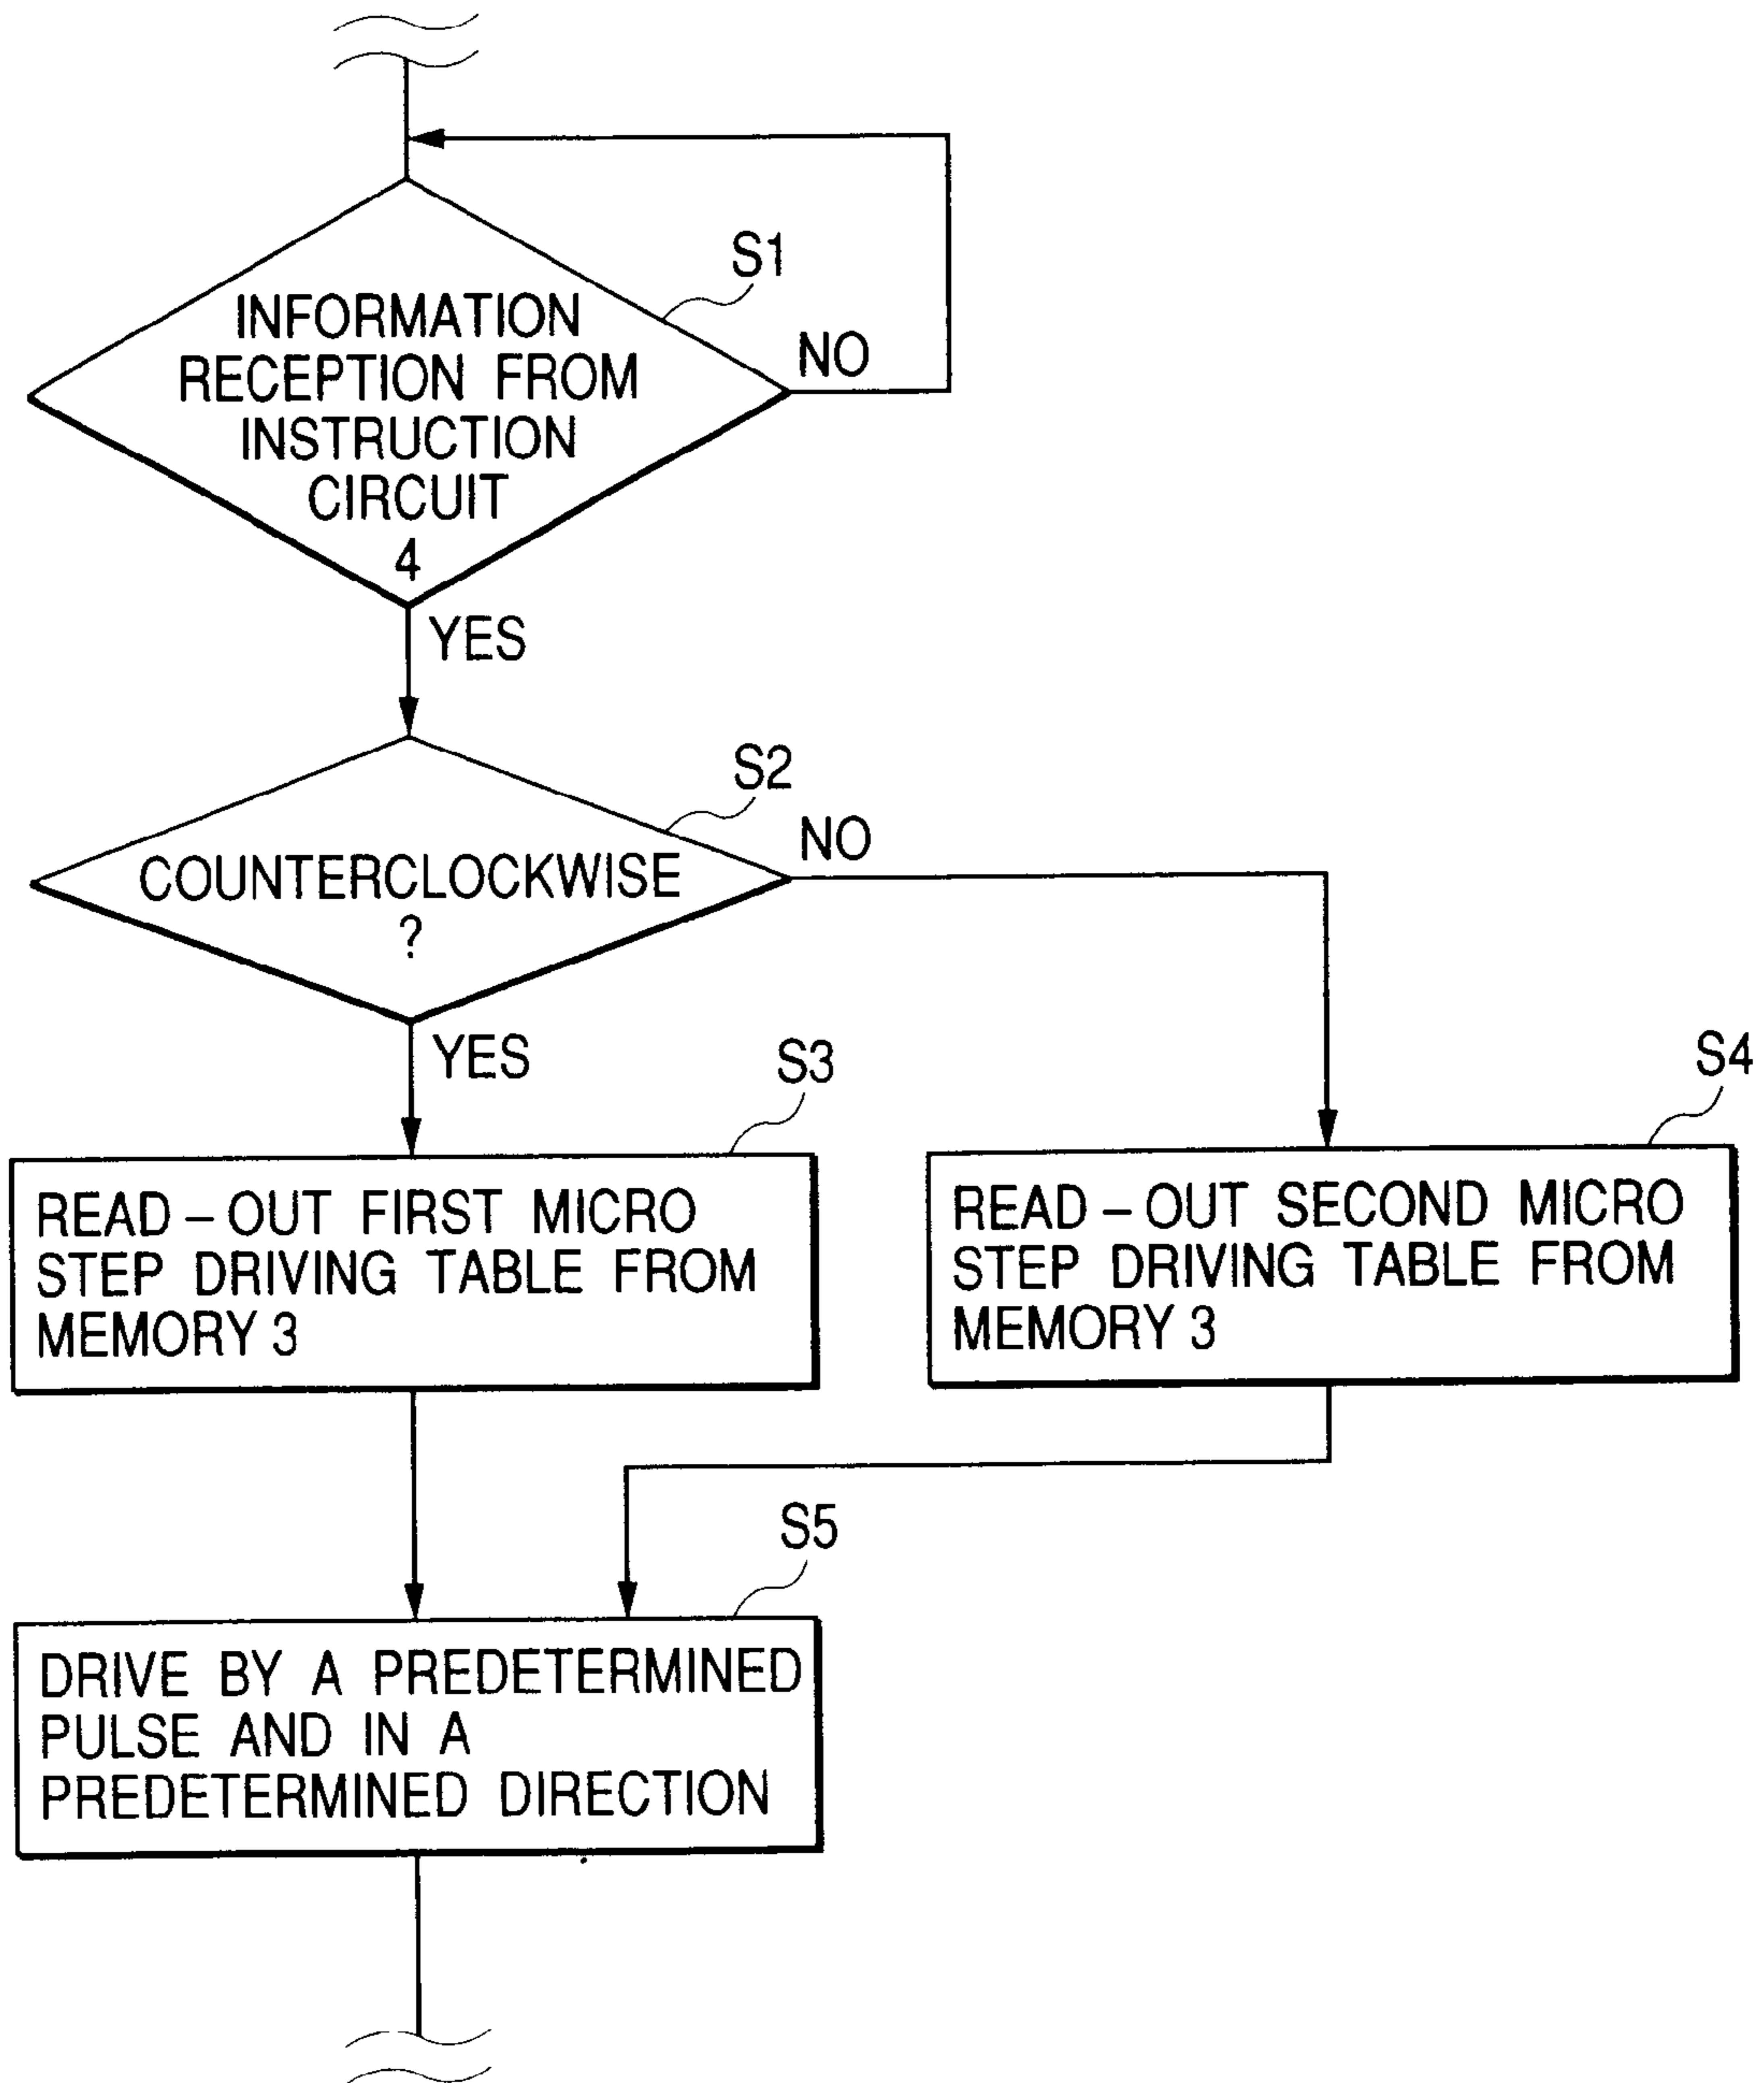 S1
INFORMATION
RECEPTION FROM
INSTRUCTION
CIRCUIT
4
NO
YES
S2
COUNTERCLOCKWISE
?
NO
YES
S3
READ – OUT FIRST MICRO
STEP DRIVING TABLE FROM
MEMORY 3
S4
READ – OUT SECOND MICRO
STEP DRIVING TABLE FROM
MEMORY 3
S5
DRIVE BY A PREDETERMINED
PULSE AND IN A
PREDETERMINED DIRECTION